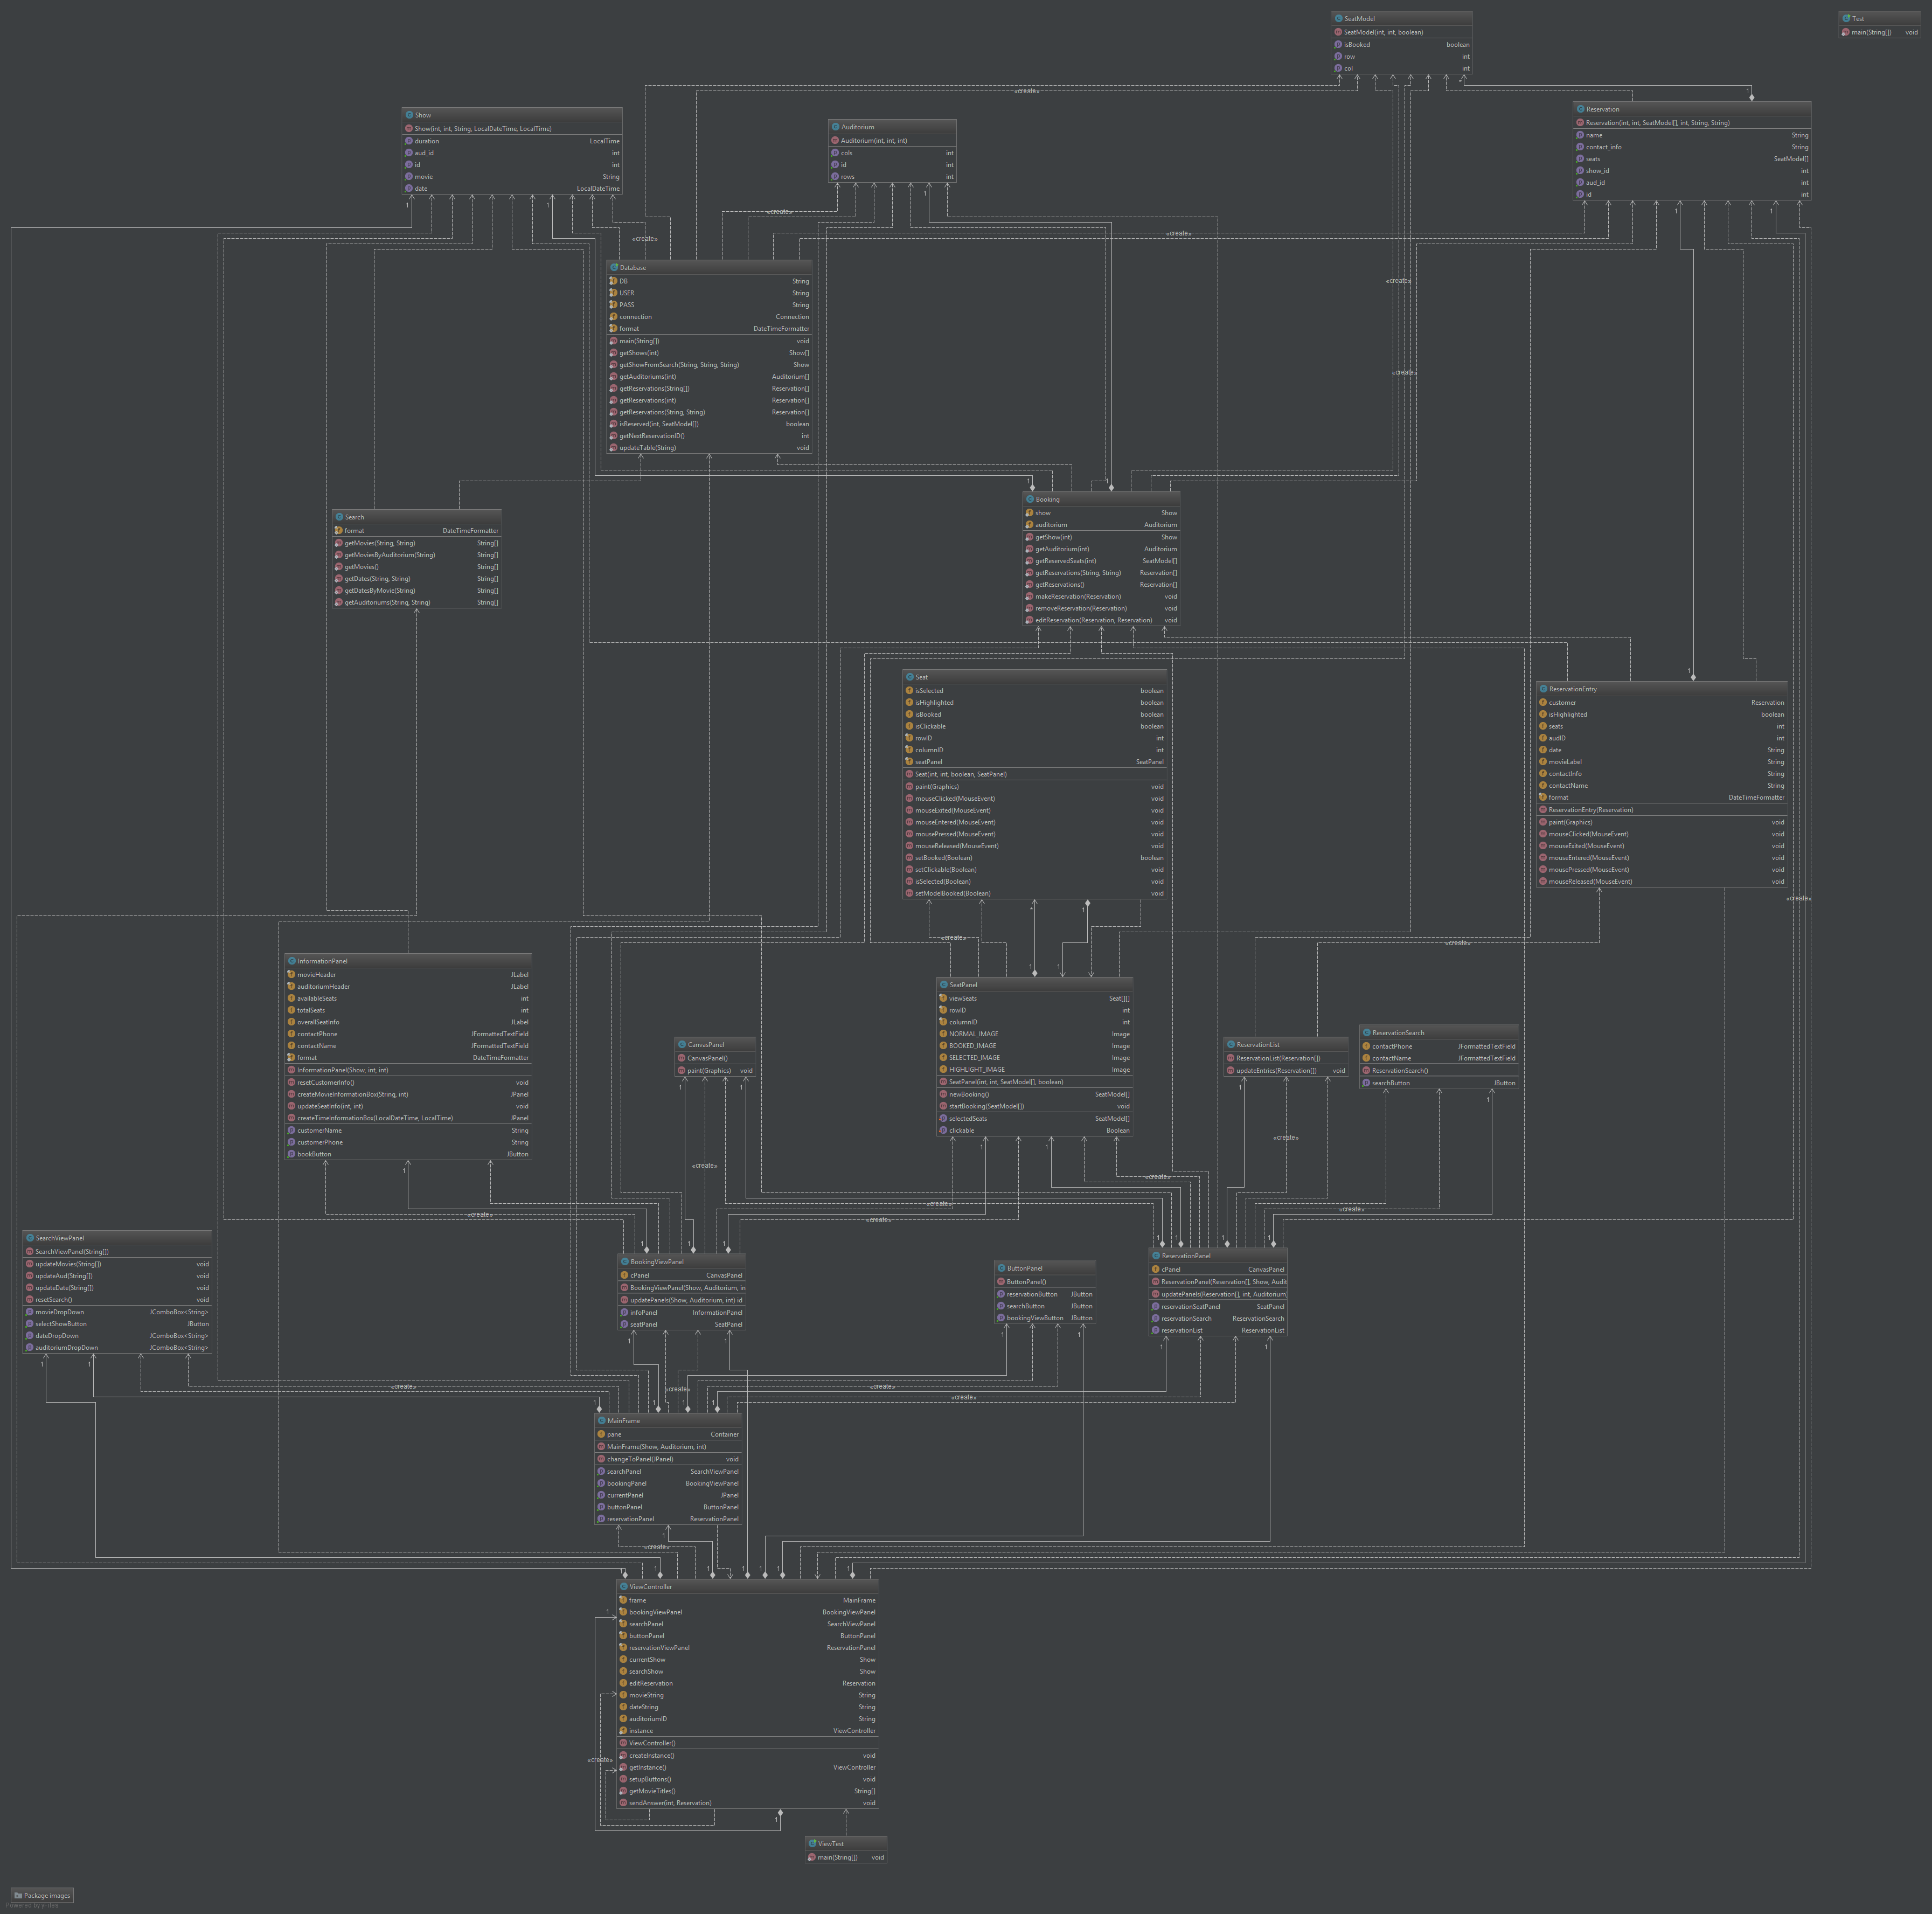 SeatModel
SeatModel(int, int, boolean)
isBooked boolean
row int
col int
Test
main(String[]) void
Show
Show(int, int, String, LocalDateTime, LocalTime)
duration LocalTime
aud_id int
id int
movie String
date LocalDateTime
Auditorium
Auditorium(int, int, int)
cols int
id int
rows int
Reservation
Reservation(int, int, SeatModel[], int, String, String)
name String
contact_info String
seats SeatModel[]
show_id int
aud_id int
id int
Database
DB String
USER String
PASS String
connection Connection
format DateTimeFormatter
main(String[]) void
getShows(int) Show[]
getShowFromSearch(String, String, String) Show
getAuditoriums(int) Auditorium[]
getReservations(String[]) Reservation[]
getReservations(int) Reservation[]
getReservations(String, String) Reservation[]
isReserved(int, SeatModel[]) boolean
getNextReservationID() int
updateTable(String) void
Search
format DateTimeFormatter
getMovies(String, String) String[]
getMoviesByAuditorium(String) String[]
getMovies() String[]
getDates(String, String) String[]
getDatesByMovie(String) String[]
getAuditoriums(String, String) String[]
Booking
show Show
auditorium Auditorium
getShow(int) Show
getAuditorium(int) Auditorium
getReservedSeats(int) SeatModel[]
getReservations(String, String) Reservation[]
getReservations() Reservation[]
makeReservation(Reservation) void
removeReservation(Reservation) void
editReservation(Reservation, Reservation) void
Seat
isSelected boolean
isHighlighted boolean
isBooked boolean
isClickable boolean
rowID int
columnID int
seatPanel SeatPanel
Seat(int, int, boolean, SeatPanel)
paint(Graphics) void
mouseClicked(MouseEvent) void
mouseExited(MouseEvent) void
mouseEntered(MouseEvent) void
mousePressed(MouseEvent) void
mouseReleased(MouseEvent) void
setBooked(Boolean) boolean
setClickable(Boolean) void
isSelected(Boolean) void
setModelBooked(Boolean) void
ReservationEntry
customer Reservation
isHighlighted boolean
seats int
audID int
date String
movieLabel String
contactInfo String
contactName String
format DateTimeFormatter
ReservationEntry(Reservation)
paint(Graphics) void
mouseClicked(MouseEvent) void
mouseExited(MouseEvent) void
mouseEntered(MouseEvent) void
mousePressed(MouseEvent) void
mouseReleased(MouseEvent) void
InformationPanel
movieHeader JLabel
auditoriumHeader JLabel
availableSeats int
totalSeats int
overallSeatInfo JLabel
contactPhone JFormattedTextField
contactName JFormattedTextField
format DateTimeFormatter
InformationPanel(Show, int, int)
resetCustomerInfo() void
createMovieInformationBox(String, int) JPanel
updateSeatInfo(int, int) void
createTimeInformationBox(LocalDateTime, LocalTime) JPanel
customerName String
customerPhone String
bookButton JButton
CanvasPanel
CanvasPanel()
paint(Graphics) void
SeatPanel
viewSeats Seat[][]
rowID int
columnID int
NORMAL_IMAGE Image
BOOKED_IMAGE Image
SELECTED_IMAGE Image
HIGHLIGHT_IMAGE Image
SeatPanel(int, int, SeatModel[], boolean)
newBooking() SeatModel[]
startBooking(SeatModel[]) void
selectedSeats SeatModel[]
clickable Boolean
ReservationList
ReservationList(Reservation[])
updateEntries(Reservation[]) void
ReservationSearch
contactPhone JFormattedTextField
contactName JFormattedTextField
ReservationSearch()
searchButton JButton
SearchViewPanel
SearchViewPanel(String[])
updateMovies(String[]) void
updateAud(String[]) void
updateDate(String[]) void
resetSearch() void
movieDropDown JComboBox<String>
selectShowButton JButton
dateDropDown JComboBox<String>
auditoriumDropDown JComboBox<String>
BookingViewPanel
cPanel CanvasPanel
BookingViewPanel(Show, Auditorium, in
updatePanels(Show, Auditorium, int) id
infoPanel InformationPanel
seatPanel SeatPanel
ButtonPanel
ButtonPanel()
reservationButton JButton
searchButton JButton
bookingViewButton JButton
ReservationPanel
cPanel CanvasPanel
ReservationPanel(Reservation[], Show, Audit
updatePanels(Reservation[], int, Auditorium
reservationSeatPanel SeatPanel
reservationSearch ReservationSearch
reservationList ReservationList
MainFrame
pane Container
MainFrame(Show, Auditorium, int)
changeToPanel(JPanel) void
searchPanel SearchViewPanel
bookingPanel BookingViewPanel
currentPanel JPanel
buttonPanel ButtonPanel
reservationPanel ReservationPanel
ViewController
frame MainFrame
bookingViewPanel BookingViewPanel
searchPanel SearchViewPanel
buttonPanel ButtonPanel
reservationViewPanel ReservationPanel
currentShow Show
searchShow Show
editReservation Reservation
movieString String
dateString String
auditoriumID String
instance ViewController
ViewController()
createInstance() void
getInstance() ViewController
setupButtons() void
getMovieTitles() String[]
sendAnswer(int, Reservation) void
ViewTest
main(String[]) void
Package images
Powered by yFiles